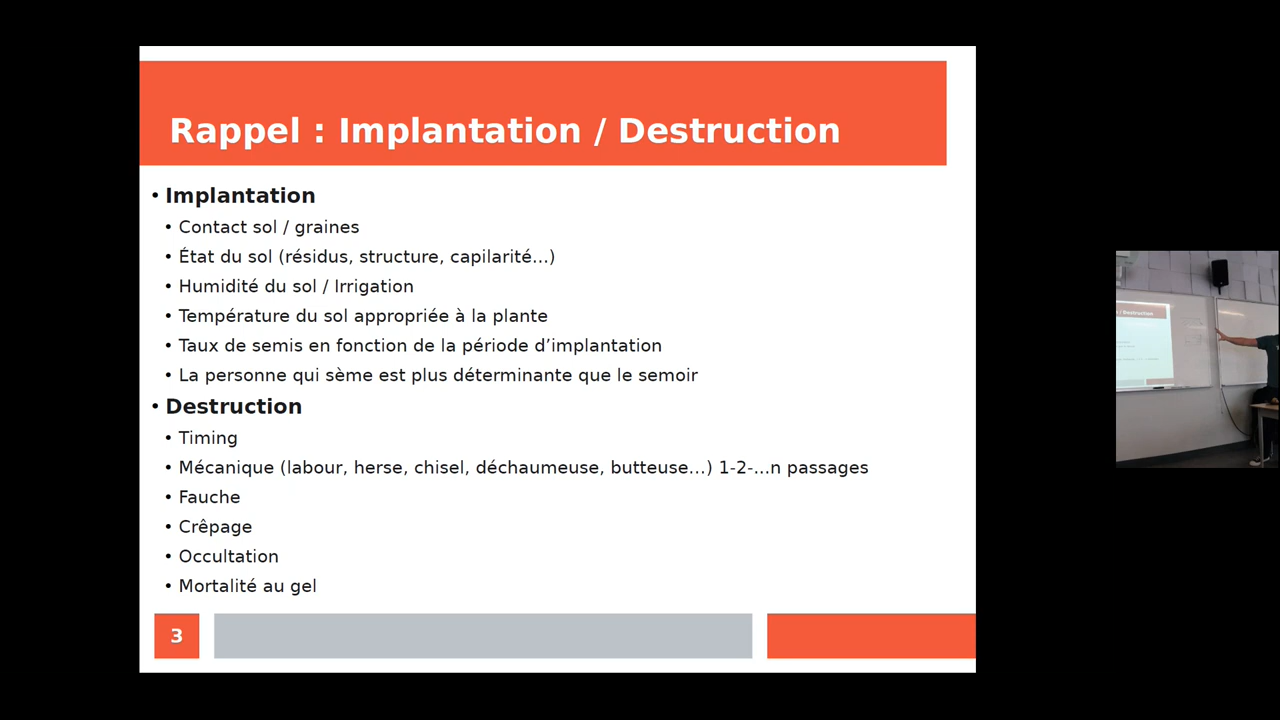 Rappel : Implantation / Destruction
• Implantation
• Contact sol / graines
• État du sol (résidus, structure, capilarité…)
• Humidité du sol / Irrigation
• Température du sol appropriée à la plante
• Taux de semis en fonction de la période d’implantation
• La personne qui sème est plus déterminante que le semoir
• Destruction
• Timing
• Mécanique (labour, herse, chisel, déchaumeuse, butteuse…) 1-2-…n passages
• Fauche
• Crêpage
• Occultation
• Mortalité au gel
3
/ Destruction